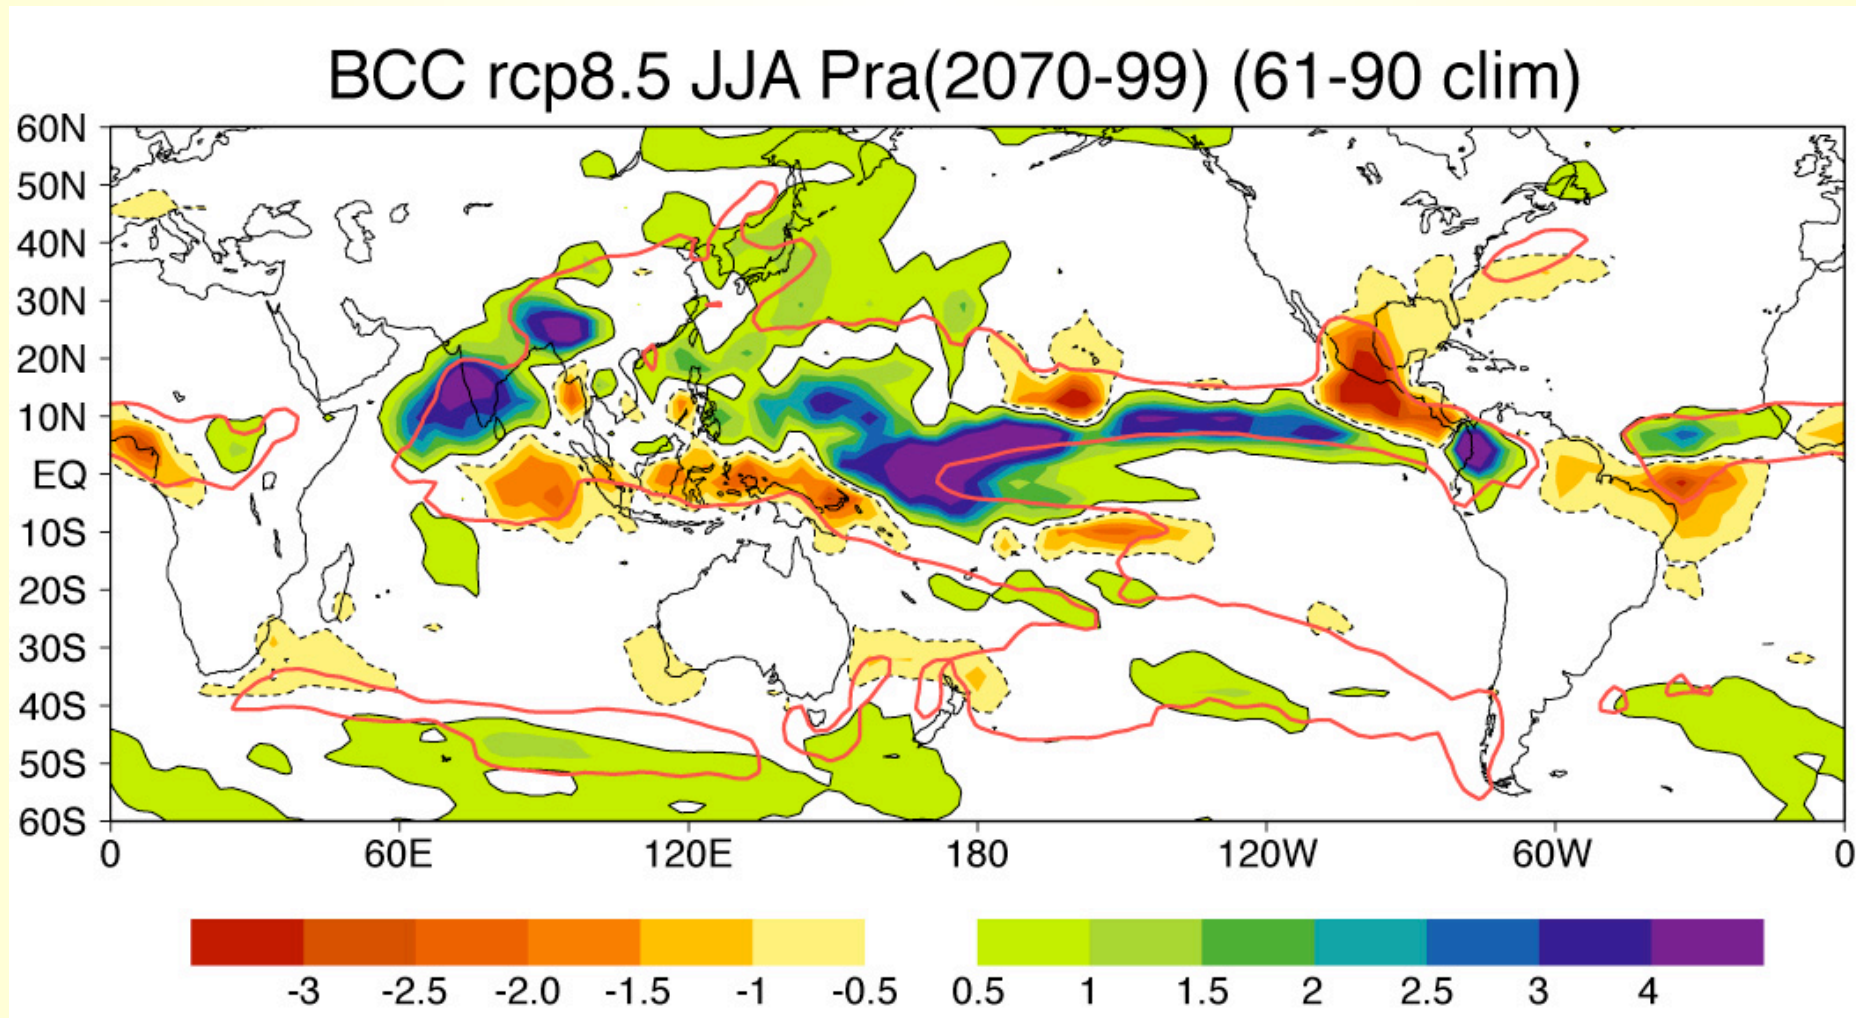 BCC rcp8.5 JJA Pra(2070-99) (61-90 clim)
60N
50N
40N
30N
20N
10N
EQ
10S
20S
30S
40S
50S
60S
0 60E 120E 180 120W 60W 0
-3 -2.5 -2.0 -1.5 -1 -0.5 0.5 1 1.5 2 2.5 3 4